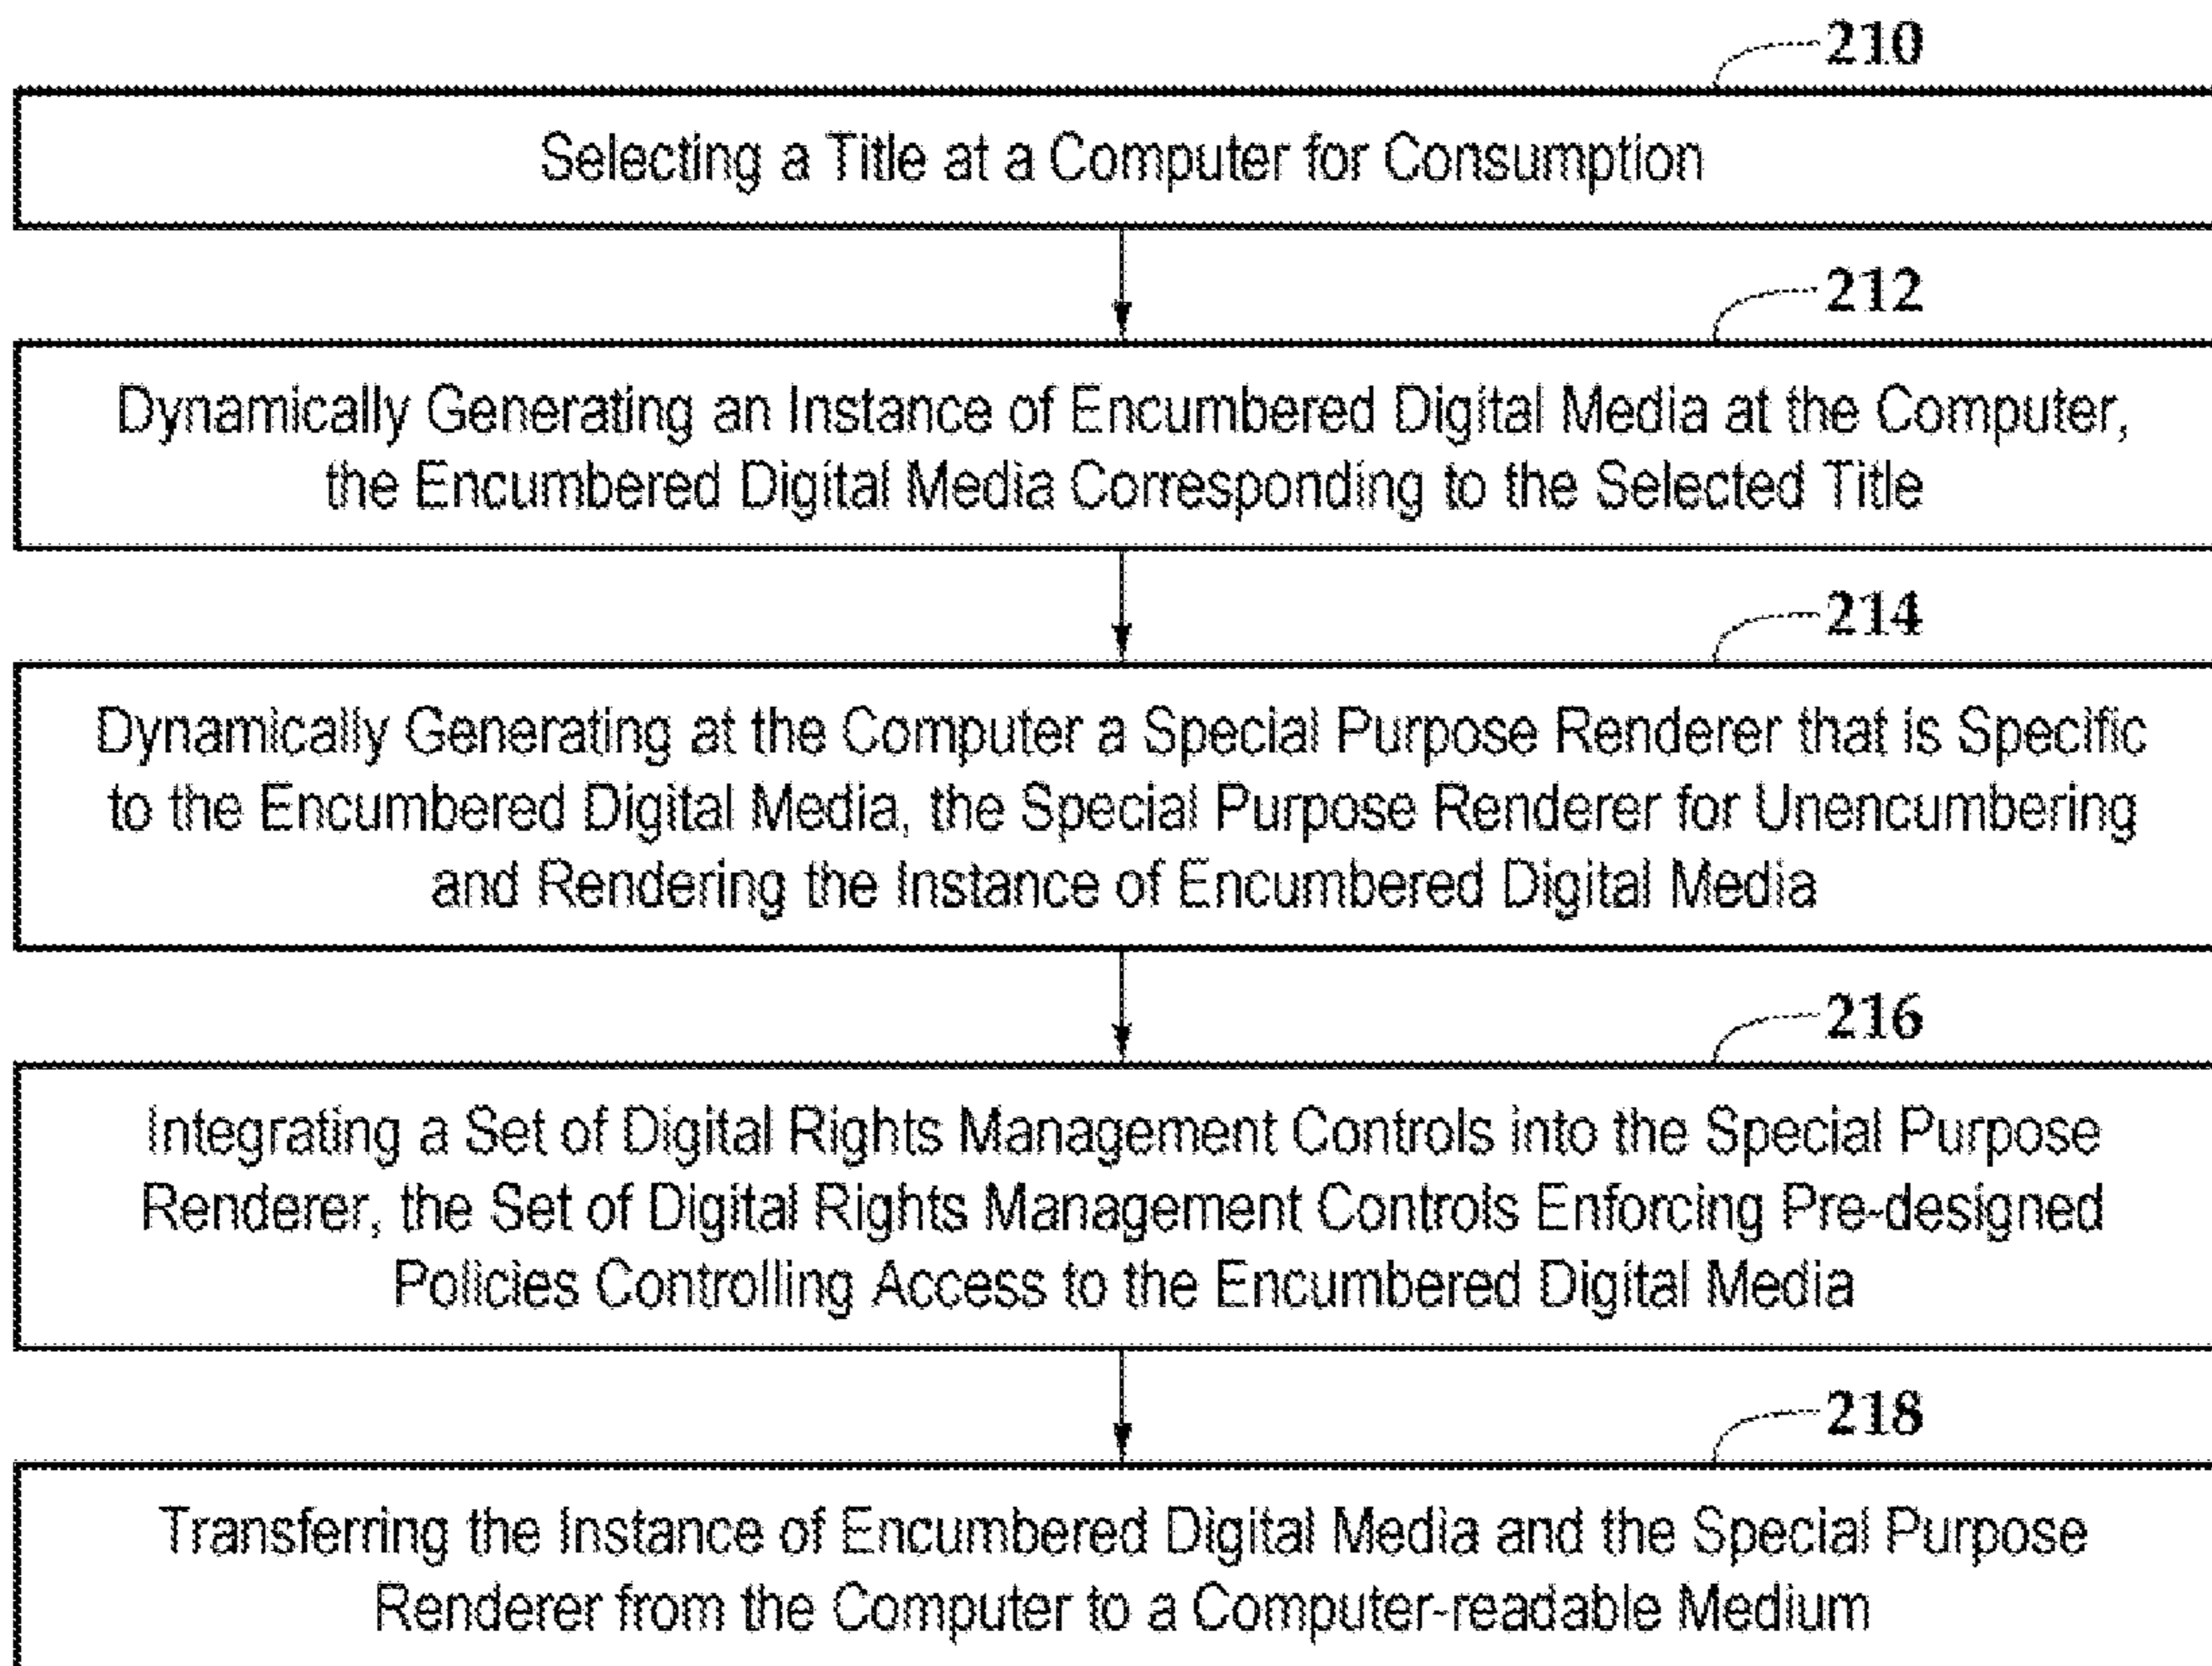 210
Selecting a Title at a Computer for Consumption
212
Dynamically Generating an Instance of Encumbered Digital Media at the Computer,
the Encumbered Digital Media Corresponding to the Selected Title
214
Dynamically Generating at the Computer a Special Purpose Renderer that is Specific
to the Encumbered Digital Media, the Special Purpose Renderer for Unencumbering
and Rendering the Instance of Encumbered Digital Media
216
Integrating a Set of Digital Rights Management Controls into the Special Purpose
Renderer, the Set of Digital Rights Management Controls Enforcing Pre-designed
Policies Controlling Access to the Encumbered Digital Media
218
Transferring the Instance of Encumbered Digital Media and the Special Purpose
Renderer from the Computer to a Computer-readable Medium